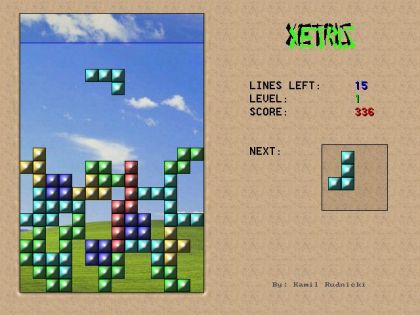 XETRIS
LINES LEFT: 15
LEVEL: 1
SCORE: 336
NEXT:
By: Kamil Rudnicki